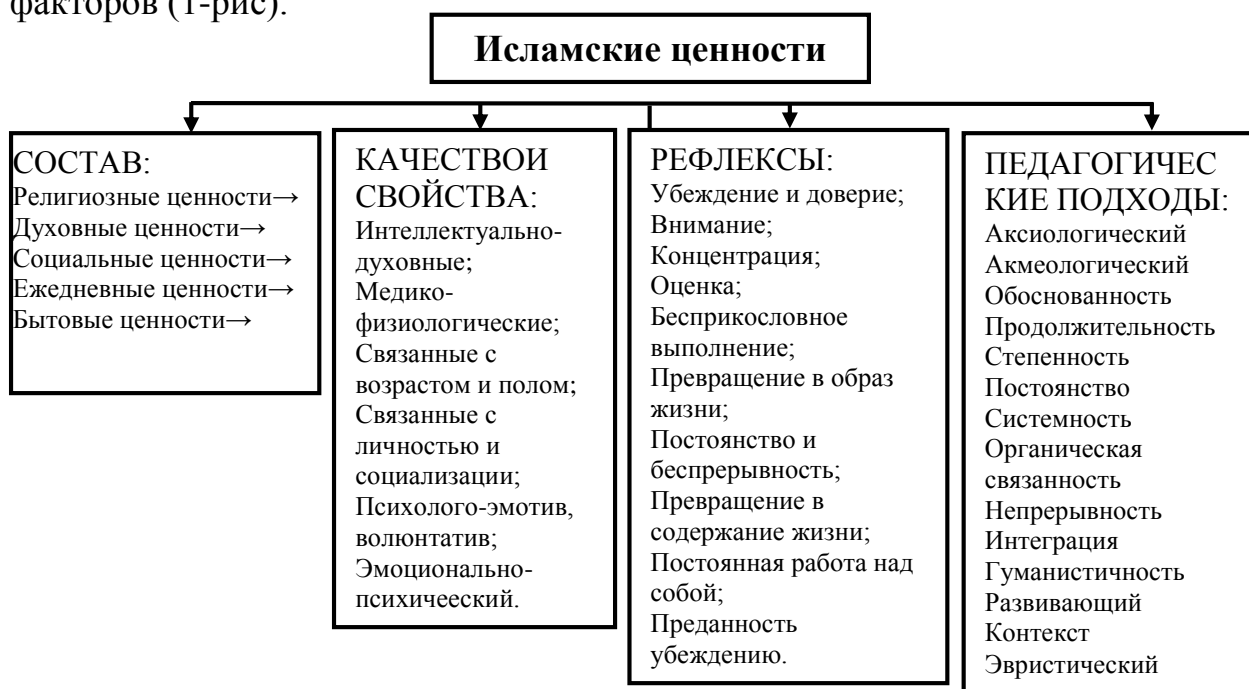 факторов (1-рис).
Исламские ценности
СОСТАВ:
Религиозные ценности→
Духовные ценности→
Социальные ценности→
Ежедневные ценности→
Бытовые ценности→
КАЧЕСТВОИ
СВОЙСТВА:
Интеллектуально-
духовные;
Медико-
физиологические;
Связанные с
возрастом и полом;
Связанные с
личностью и
социализации;
Психолого-эмотив,
волюнтатив;
Эмоционально-
психичееский.
РЕФЛЕКСЫ:
Убеждение и доверие;
Внимание;
Концентрация;
Оценка;
Бесприкословное
выполнение;
Превращение в образ
жизни;
Постоянство и
беспрерывность;
Превращение в
содержание жизни;
Постоянная работа над
собой;
Преданность
убеждению.
ПЕДАГОГИЧЕС
КИЕ ПОДХОДЫ:
Аксиологический
Акмеологический
Обоснованность
Продолжительность
Степенность
Постоянство
Системность
Органическая
связанность
Непрерывность
Интеграция
Гуманистичность
Развивающий
Контекст
Эвристический